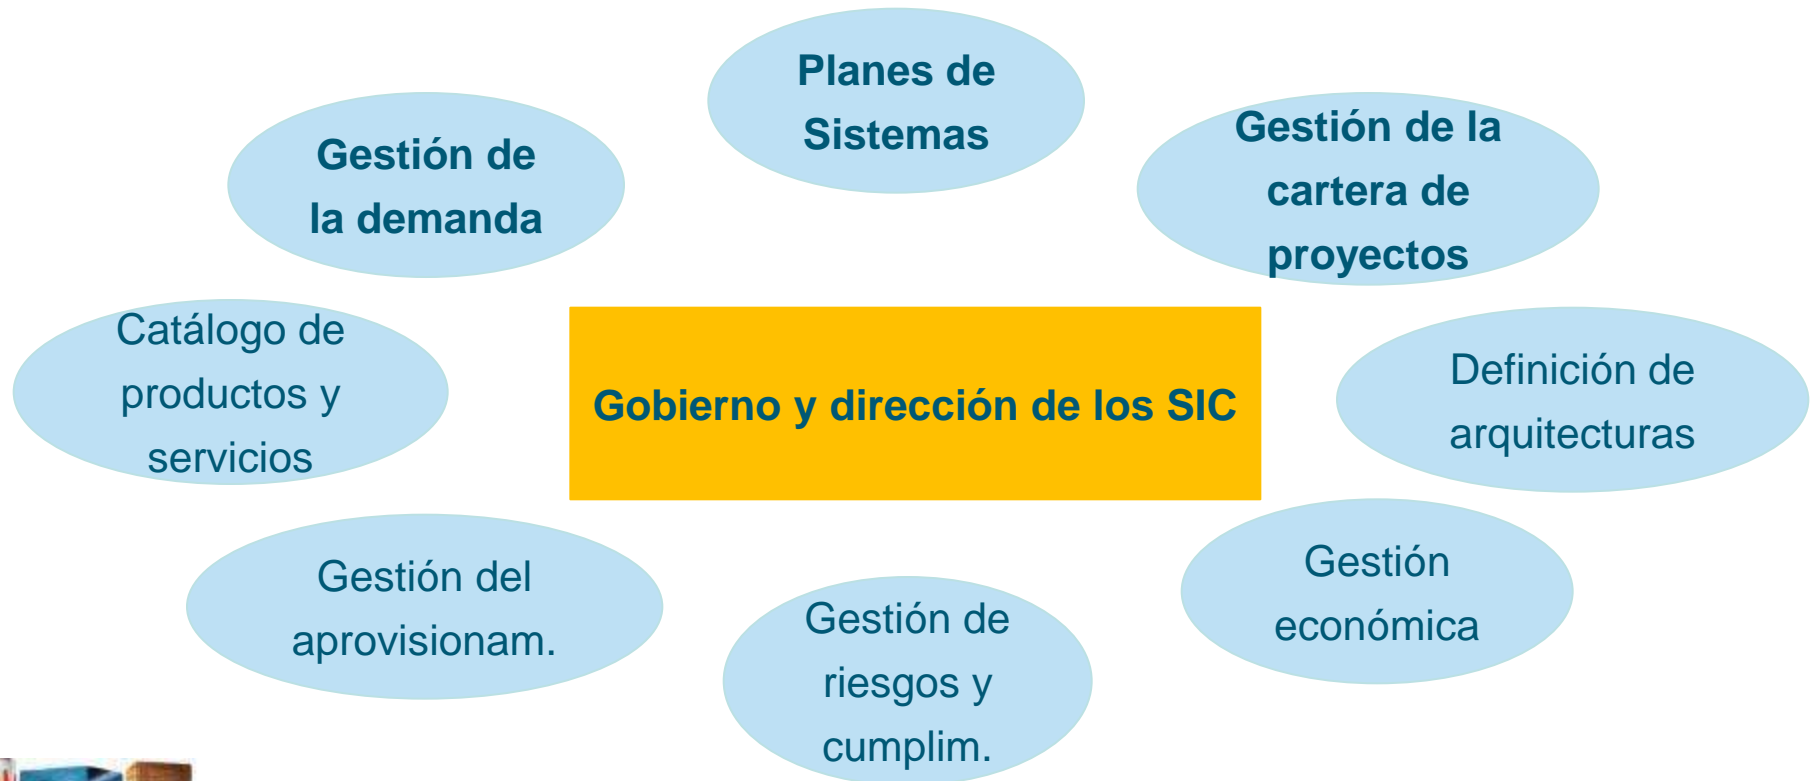 Planes de
Sistemas
Gestión de
la demanda
Gestión de la
cartera de
proyectos
Catálogo de
productos y
servicios
Gobierno y dirección de los SIC
Definición de
arquitecturas
Gestión del
aprovisionam.
Gestión de
riesgos y
cumplim.
Gestión
económica